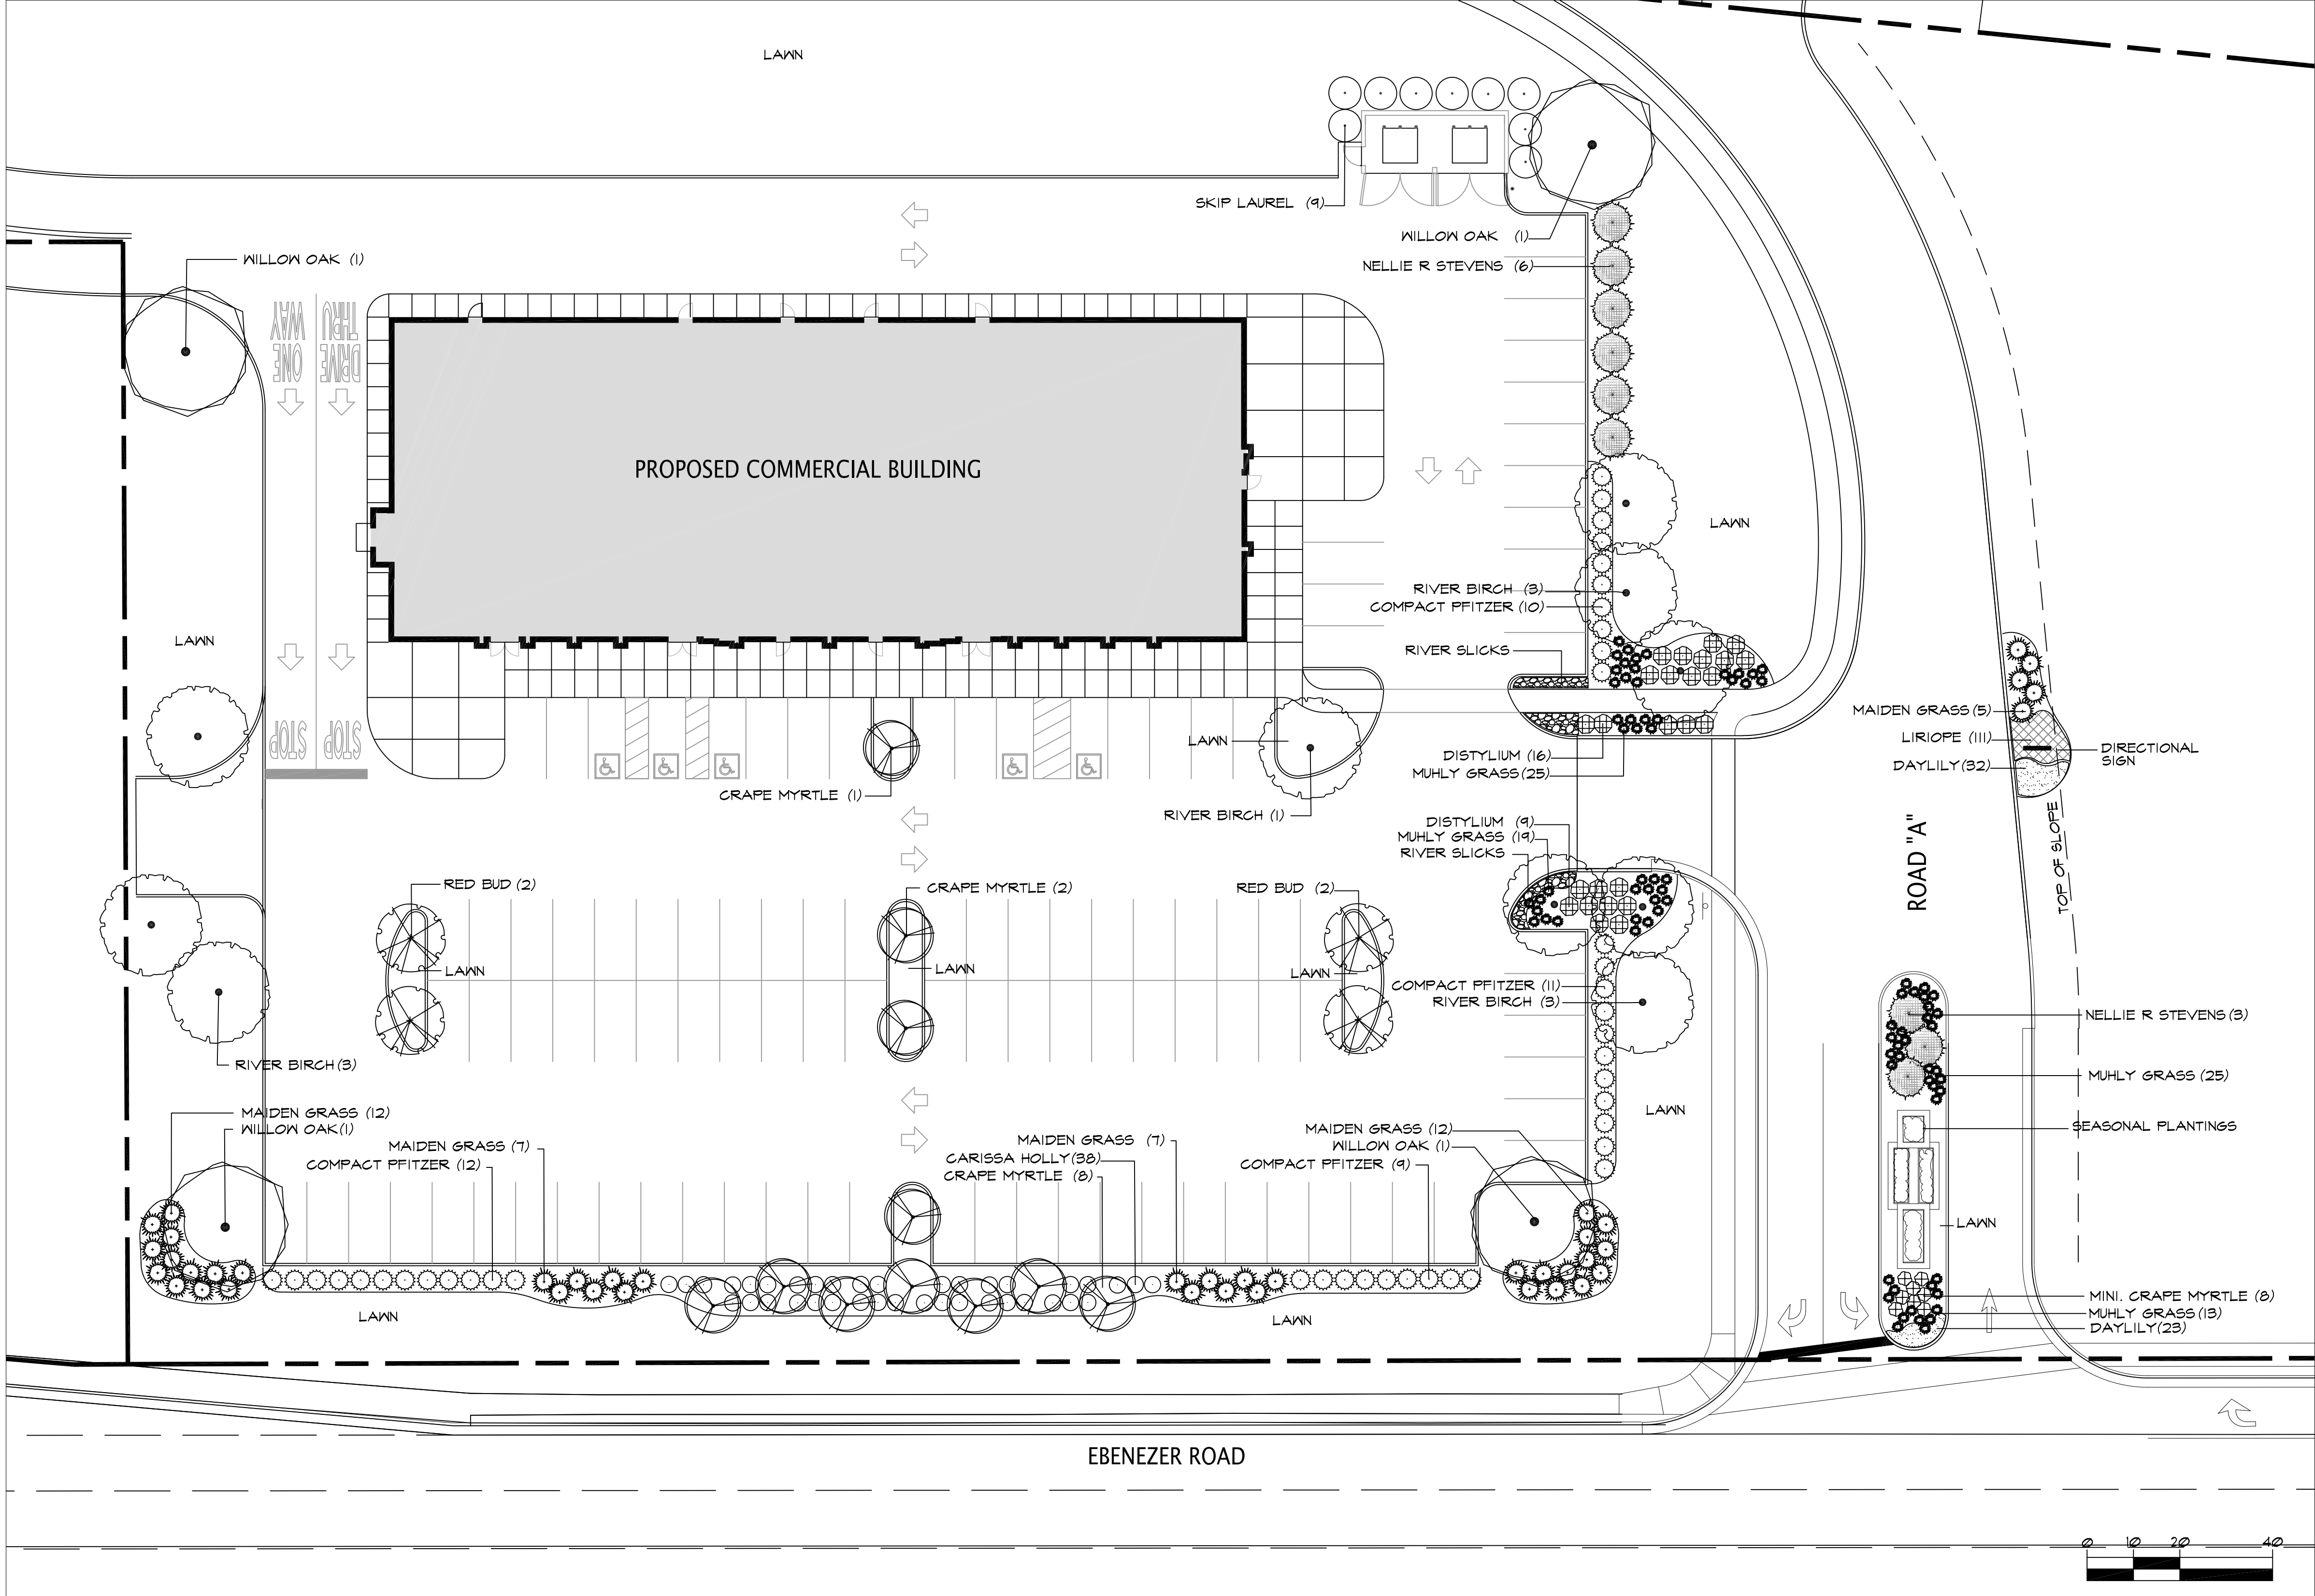 LAWN
SKIP LAUREL (9)
WILLOW OAK (1)
NELLIE R STEVENS (6)
WILLOW OAK (1)
ONE WAY
DRIVE THRU
PROPOSED COMMERCIAL BUILDING
LAWN
RIVER BIRCH (3)
COMPACT PFITZER (10)
LAWN
RIVER SLICKS
MAIDEN GRASS (5)
LIRIOPE (111)
DIRECTIONAL
SIGN
DAYLILY (32)
STOP
STOP
LAWN
DISTYLIUM (16)
MUHLY GRASS (25)
CRAPE MYRTLE (1)
RIVER BIRCH (1)
DISTYLIUM (9)
MUHLY GRASS (19)
RIVER SLICKS
TOP OF SLOPE
ROAD "A"
RED BUD (2)
CRAPE MYRTLE (2)
RED BUD (2)
LAWN
LAWN
LAWN
COMPACT PFITZER (11)
RIVER BIRCH (3)
NELLIE R STEVENS (3)
RIVER BIRCH (3)
MUHLY GRASS (25)
MAIDEN GRASS (12)
WILLOW OAK (1)
LAWN
SEASONAL PLANTINGS
MAIDEN GRASS (7)
COMPACT PFITZER (12)
MAIDEN GRASS (7)
CARISSA HOLLY (38)
CRAPE MYRTLE (8)
MAIDEN GRASS (12)
WILLOW OAK (1)
COMPACT PFITZER (9)
LAWN
MINI. CRAPE MYRTLE (8)
MUHLY GRASS (13)
DAYLILY (23)
LAWN
LAWN
EBENEZER ROAD
0 10 20 40